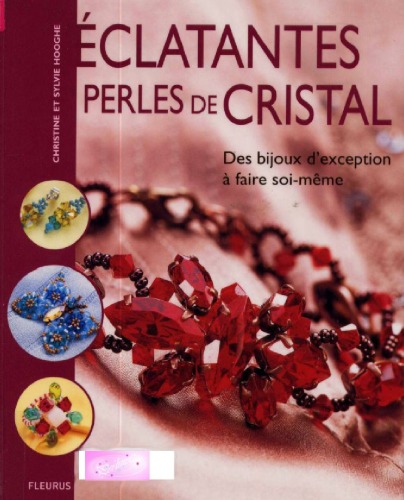 CHRISTINE ET SYLVIE HOOGHE
ÉCLATANTES
PERLES DE CRISTAL
Des bijoux d'exception
à faire soi-même
FLEURUS